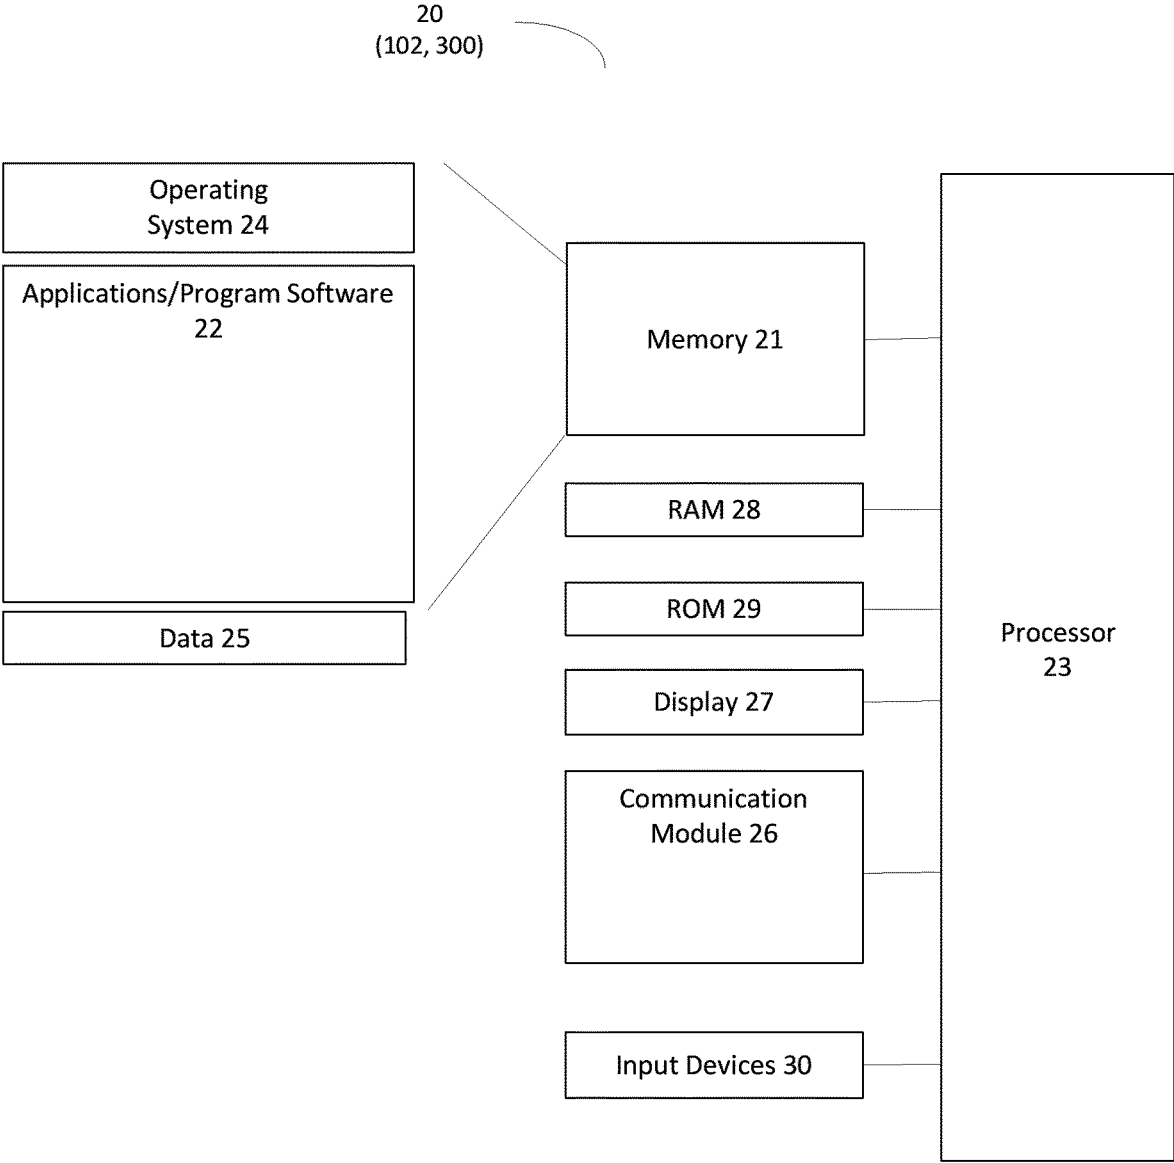 20
(102, 300)
Operating
System 24
Applications/Program Software
22
Data 25
Memory 21
RAM 28
ROM 29
Display 27
Communication
Module 26
Input Devices 30
Processor
23